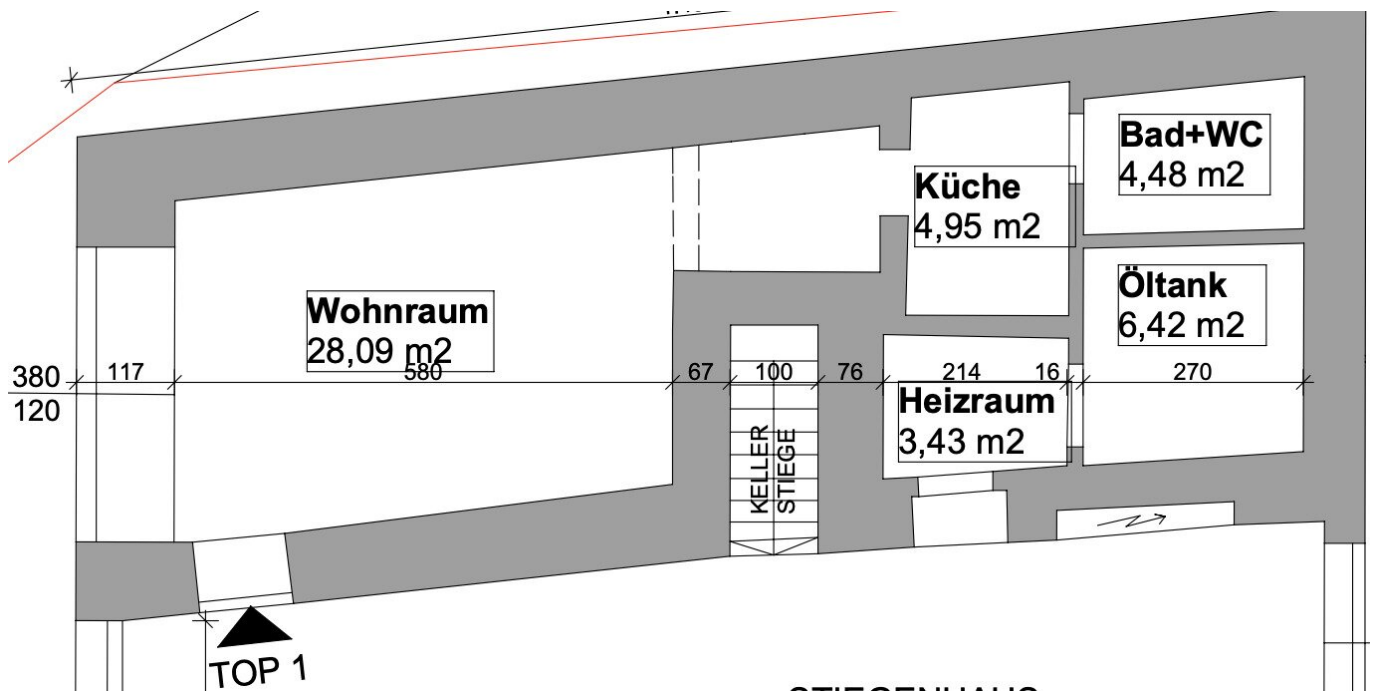 Bad+WC
4,48 m2
Küche
4,95 m2
Öltank
6,42 m2
Wohnraum
28,09 m2
380 117 580 67 100 76 214 16 270
120
Heizraum
3,43 m2
KELLER
STIEGE
TOP 1
STIEGENHAUS